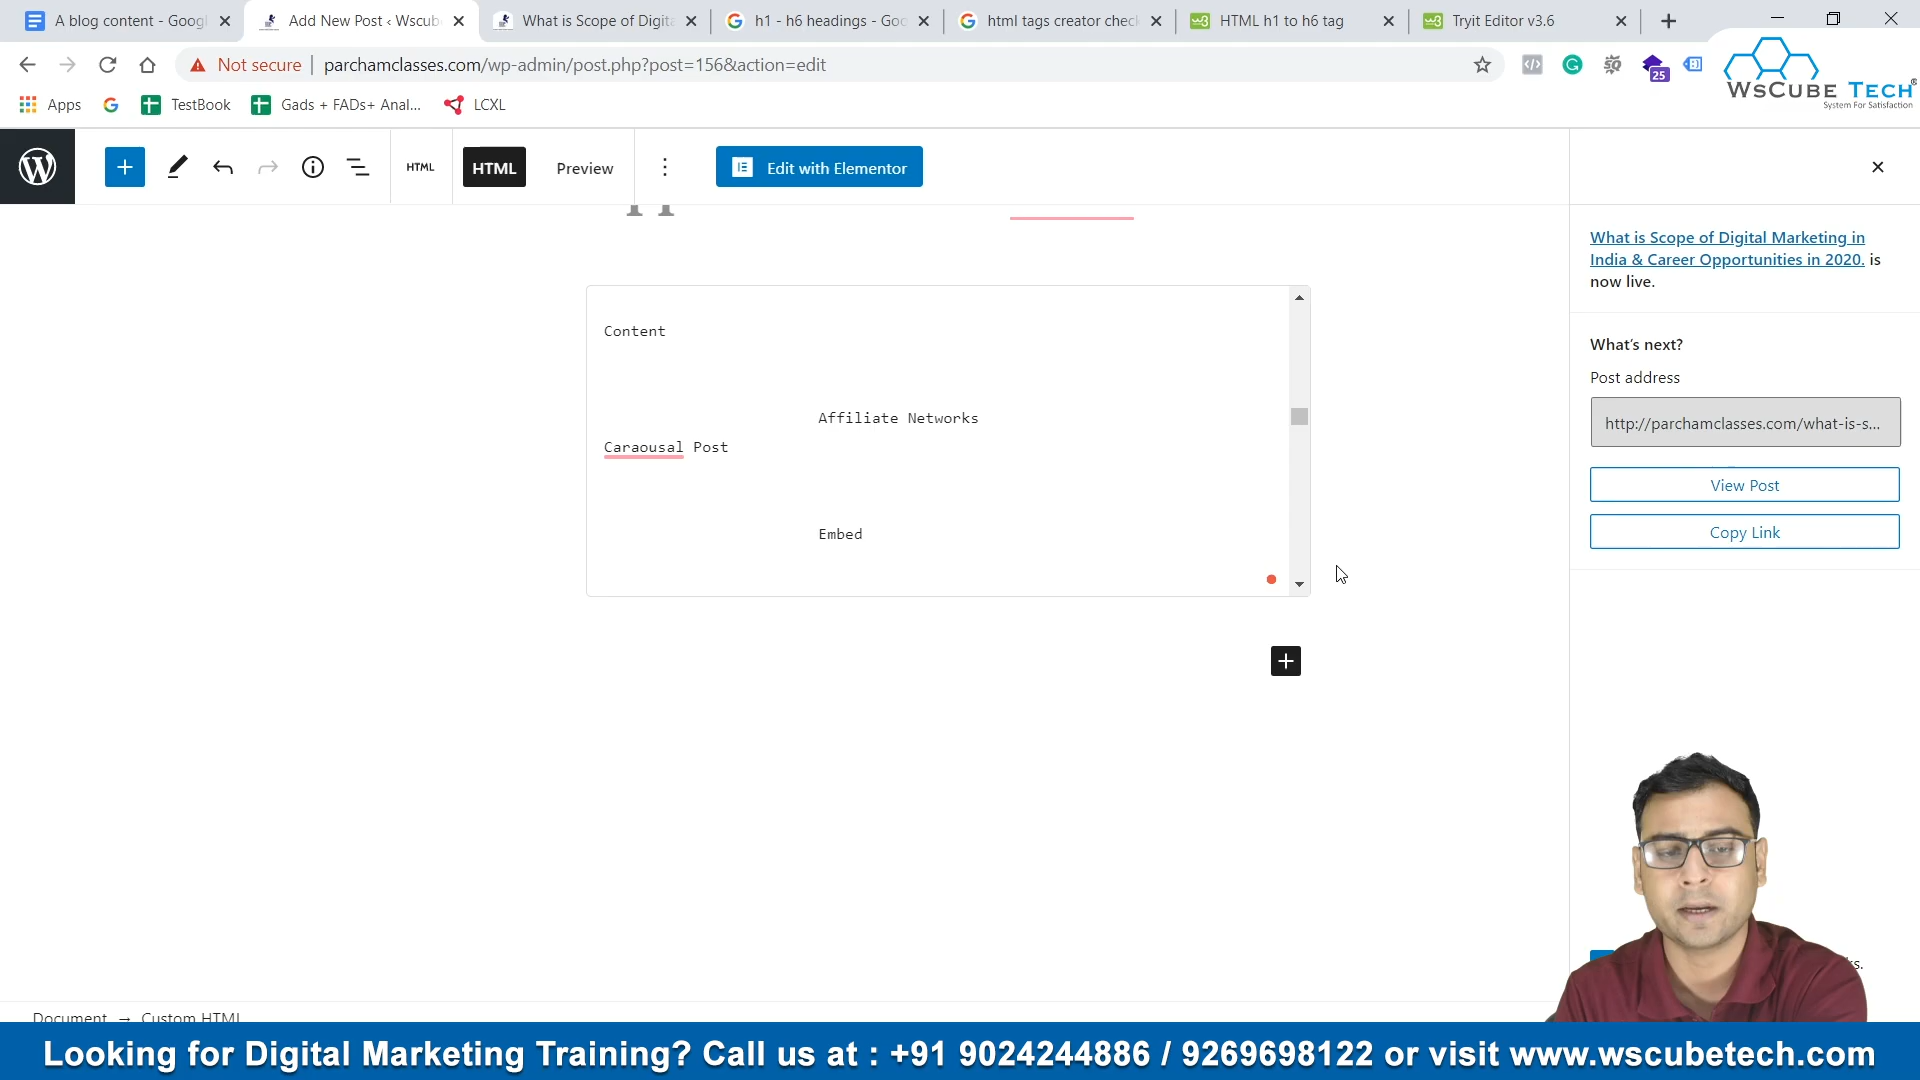 A blog content - Googl
Add New Post ‹ Wscub
What is Scope of Digita
h1 - h6 headings - Goo
html tags creator chec
HTML h1 to h6 tag
Tryit Editor v3.6
Not secure
parchamclasses.com/wp-admin/post.php?post=156&action=edit
25
WsCube Tech
System For Satisfaction
Apps
TestBook
Gads + FADs+ Anal...
LCXL
HTML
HTML
Preview
Edit with Elementor
What is Scope of Digital Marketing in
India & Career Opportunities in 2020. is
now live.
What's next?
Post address
http://parchamclasses.com/what-is-s...
View Post
Copy Link
Content
Affiliate Networks
Caraousal Post
Embed
Document → Custom HTML
Looking for Digital Marketing Training? Call us at : +91 9024244886 / 9269698122 or visit www.wscubetech.com